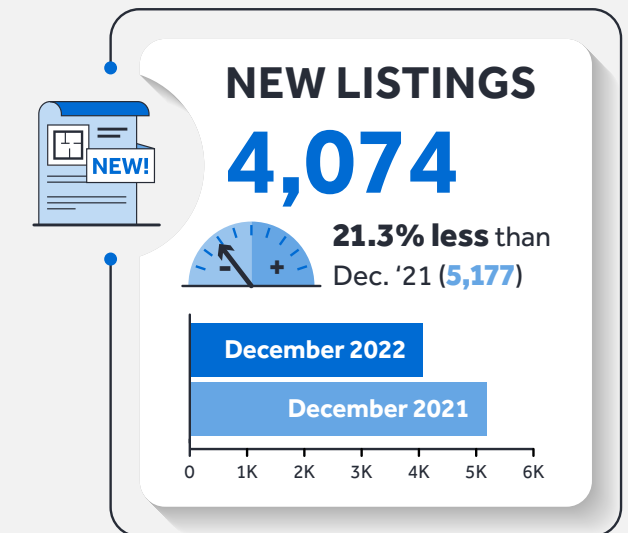 NEW LISTINGS
4,074
NEW!
21.3% less than
Dec. ‘21 (5,177)
- +
December 2022
December 2021
0 1K 2K 3K 4K 5K 6K